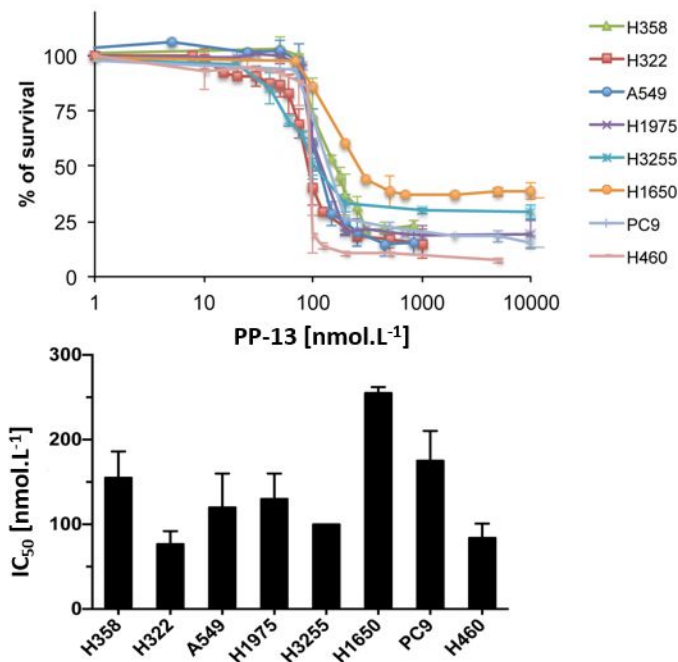 % of survival
100
75
50
25
0
1
10
100
1000
10000
PP-13 [nmol.L-1]
H358
H322
A549
H1975
H3255
H1650
PC9
H460
IC50 [nmol.L-1]
300
200
100
0
H358
H322
A549
H1975
H3255
H1650
PC9
H460